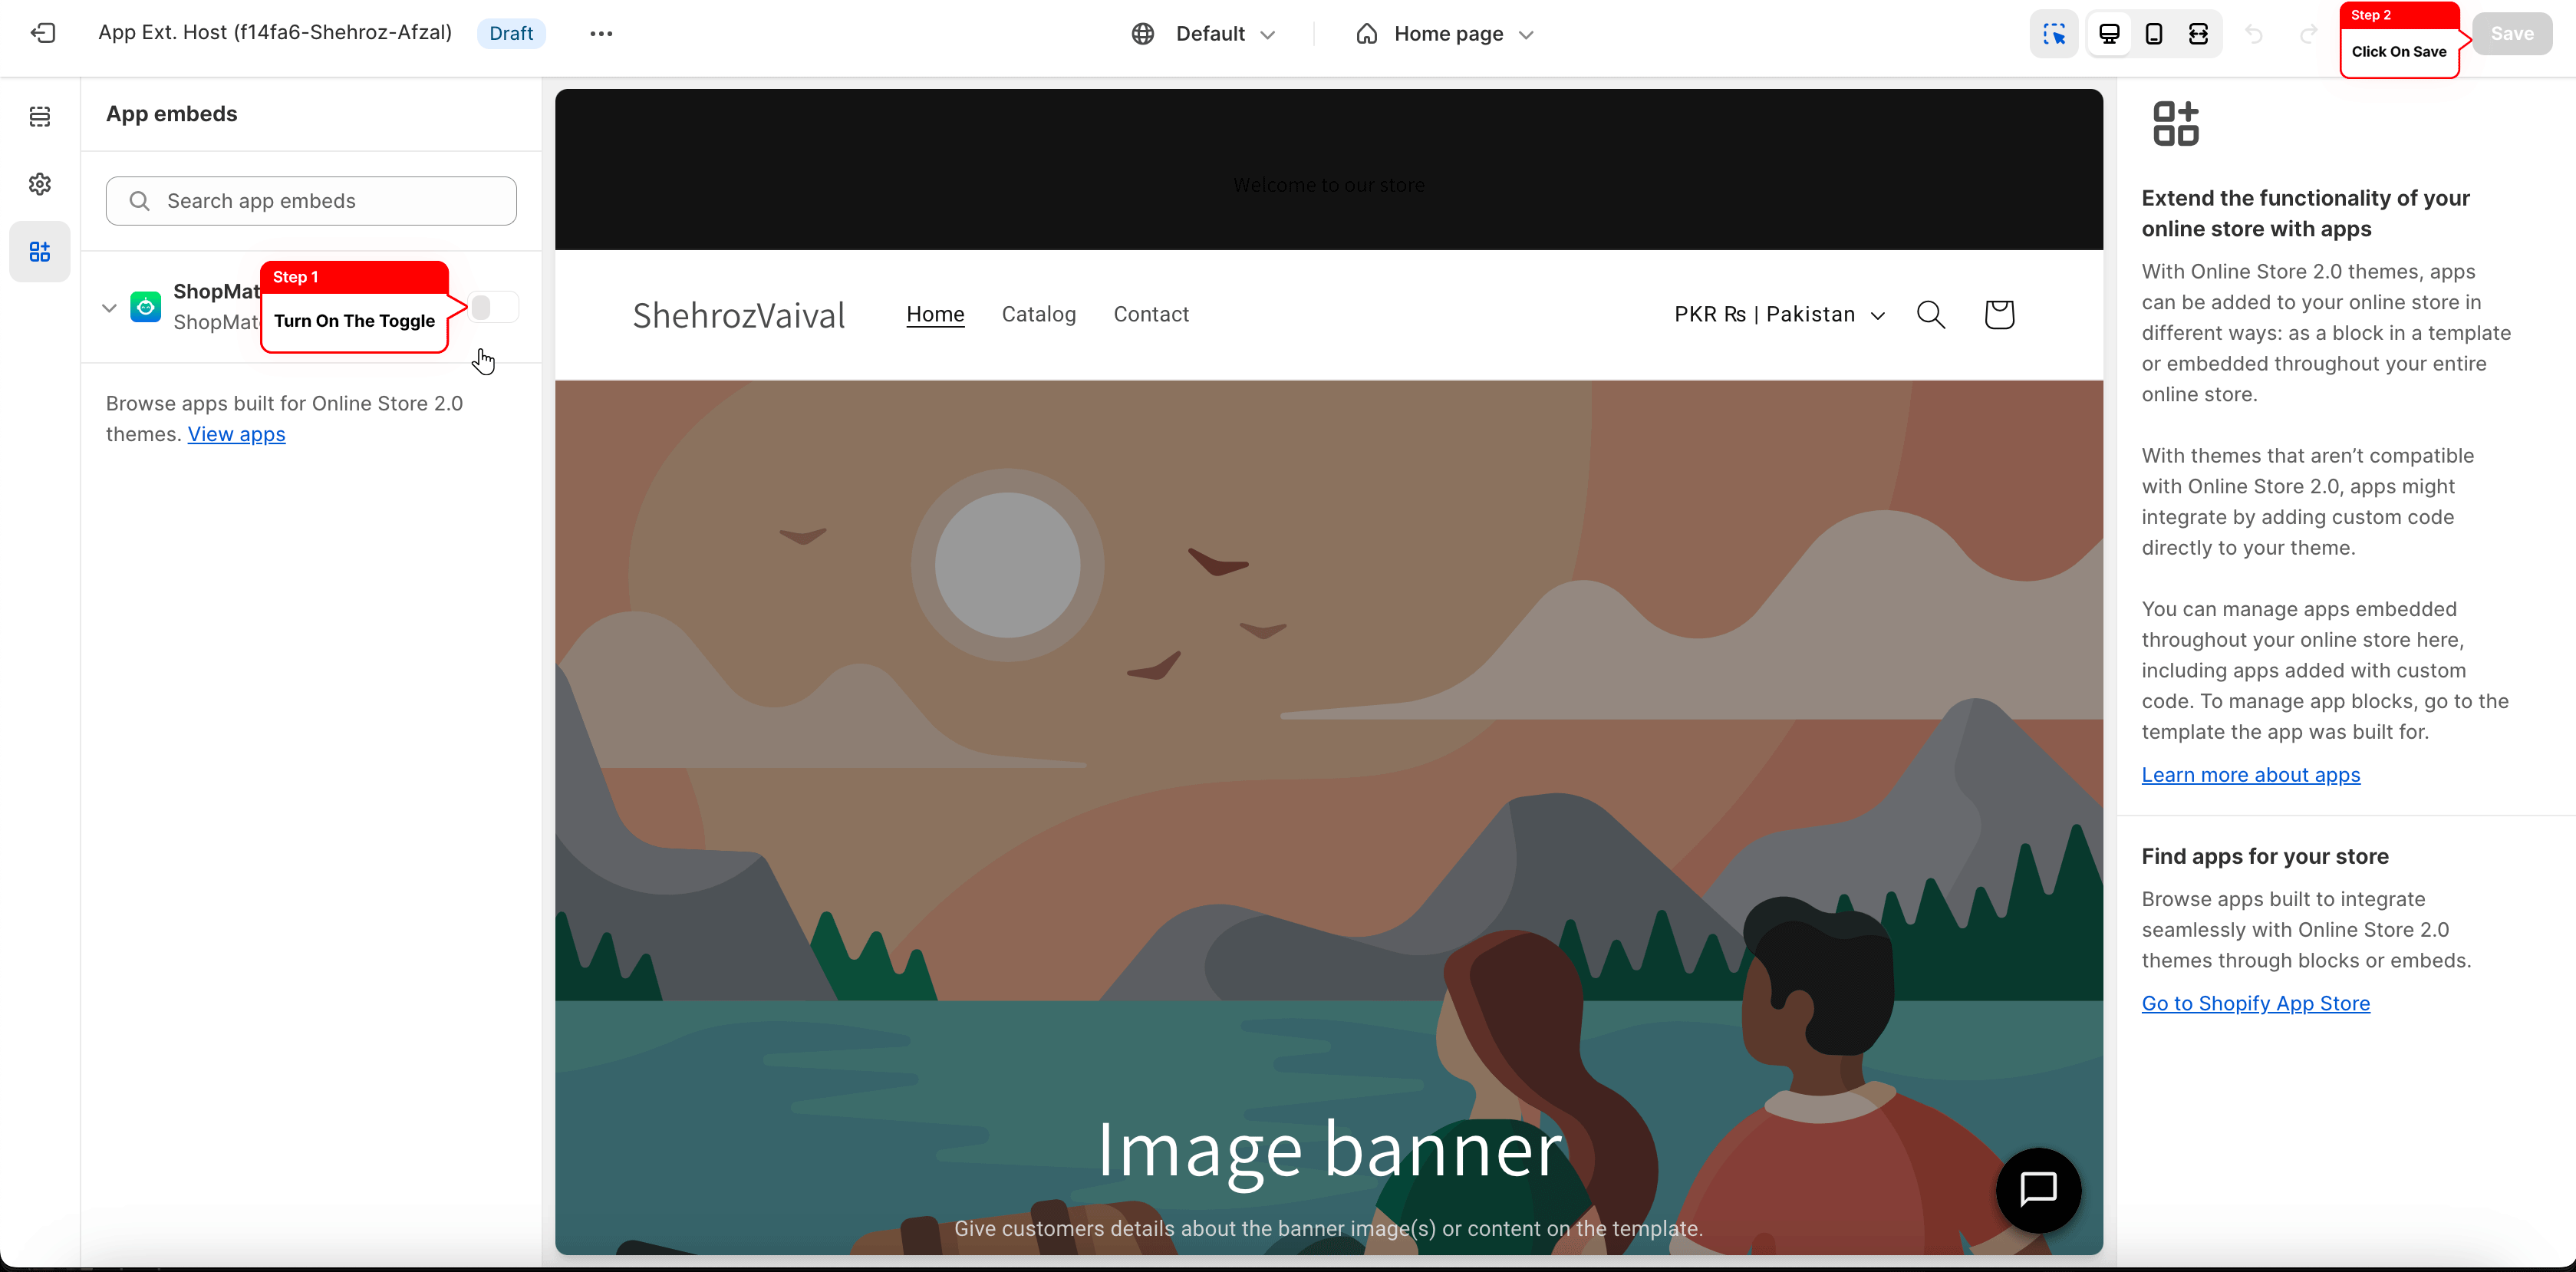 App Ext. Host (f14fa6-Shehroz-Afzal)
Draft
Default
Home page
Step 2
Click On Save
Save
App embeds
Search app embeds
ShopMat
ShopMat
Step 1
Turn On The Toggle
Browse apps built for Online Store 2.0
themes. View apps
Welcome to our store
ShehrozVaival
Home
Catalog
Contact
PKR ₨ | Pakistan
Image banner
Give customers details about the banner image(s) or content on the template.
Extend the functionality of your
online store with apps
With Online Store 2.0 themes, apps
can be added to your online store in
different ways: as a block in a template
or embedded throughout your entire
online store.
With themes that aren’t compatible
with Online Store 2.0, apps might
integrate by adding custom code
directly to your theme.
You can manage apps embedded
throughout your online store here,
including apps added with custom
code. To manage app blocks, go to the
template the app was built for.
Learn more about apps
Find apps for your store
Browse apps built to integrate
seamlessly with Online Store 2.0
themes through blocks or embeds.
Go to Shopify App Store